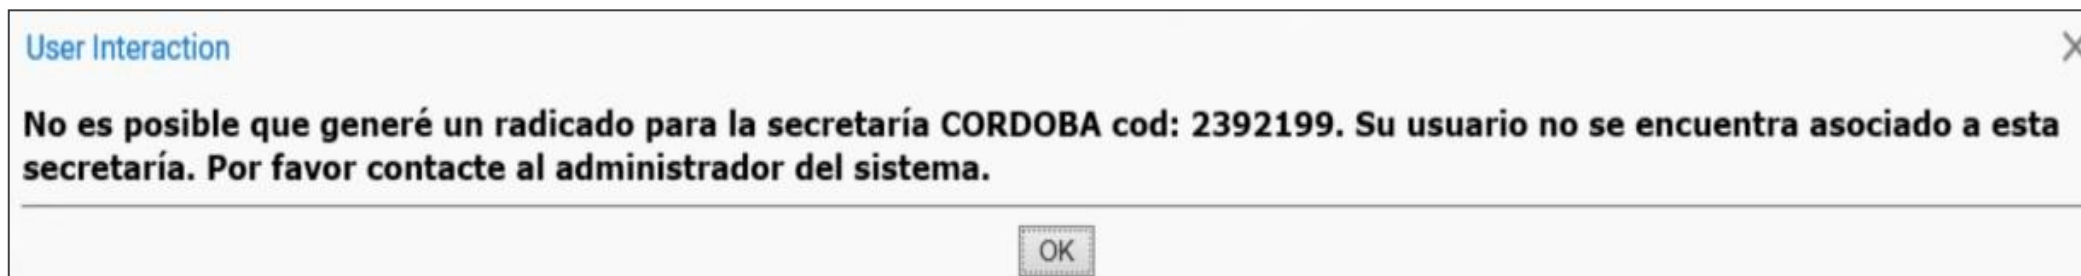 User Interaction
No es posible que generé un radicado para la secretaría CORDOBA cod: 2392199. Su usuario no se encuentra asociado a esta
secretaría. Por favor contacte al administrador del sistema.
OK